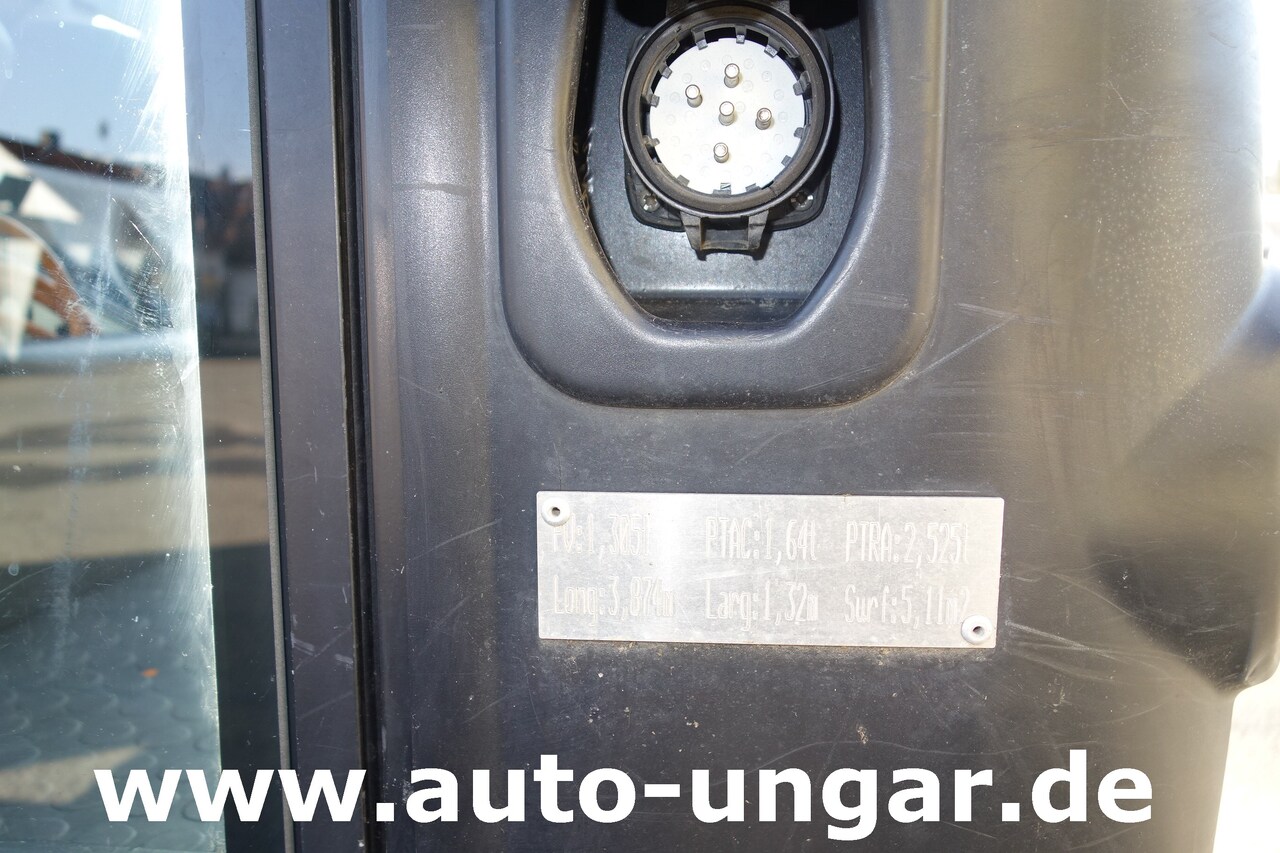 PTAC:1,64t PTRA:2,525t
Long:3,874m Larg:1,32m Surf:5,11m2
www.auto-ungar.de